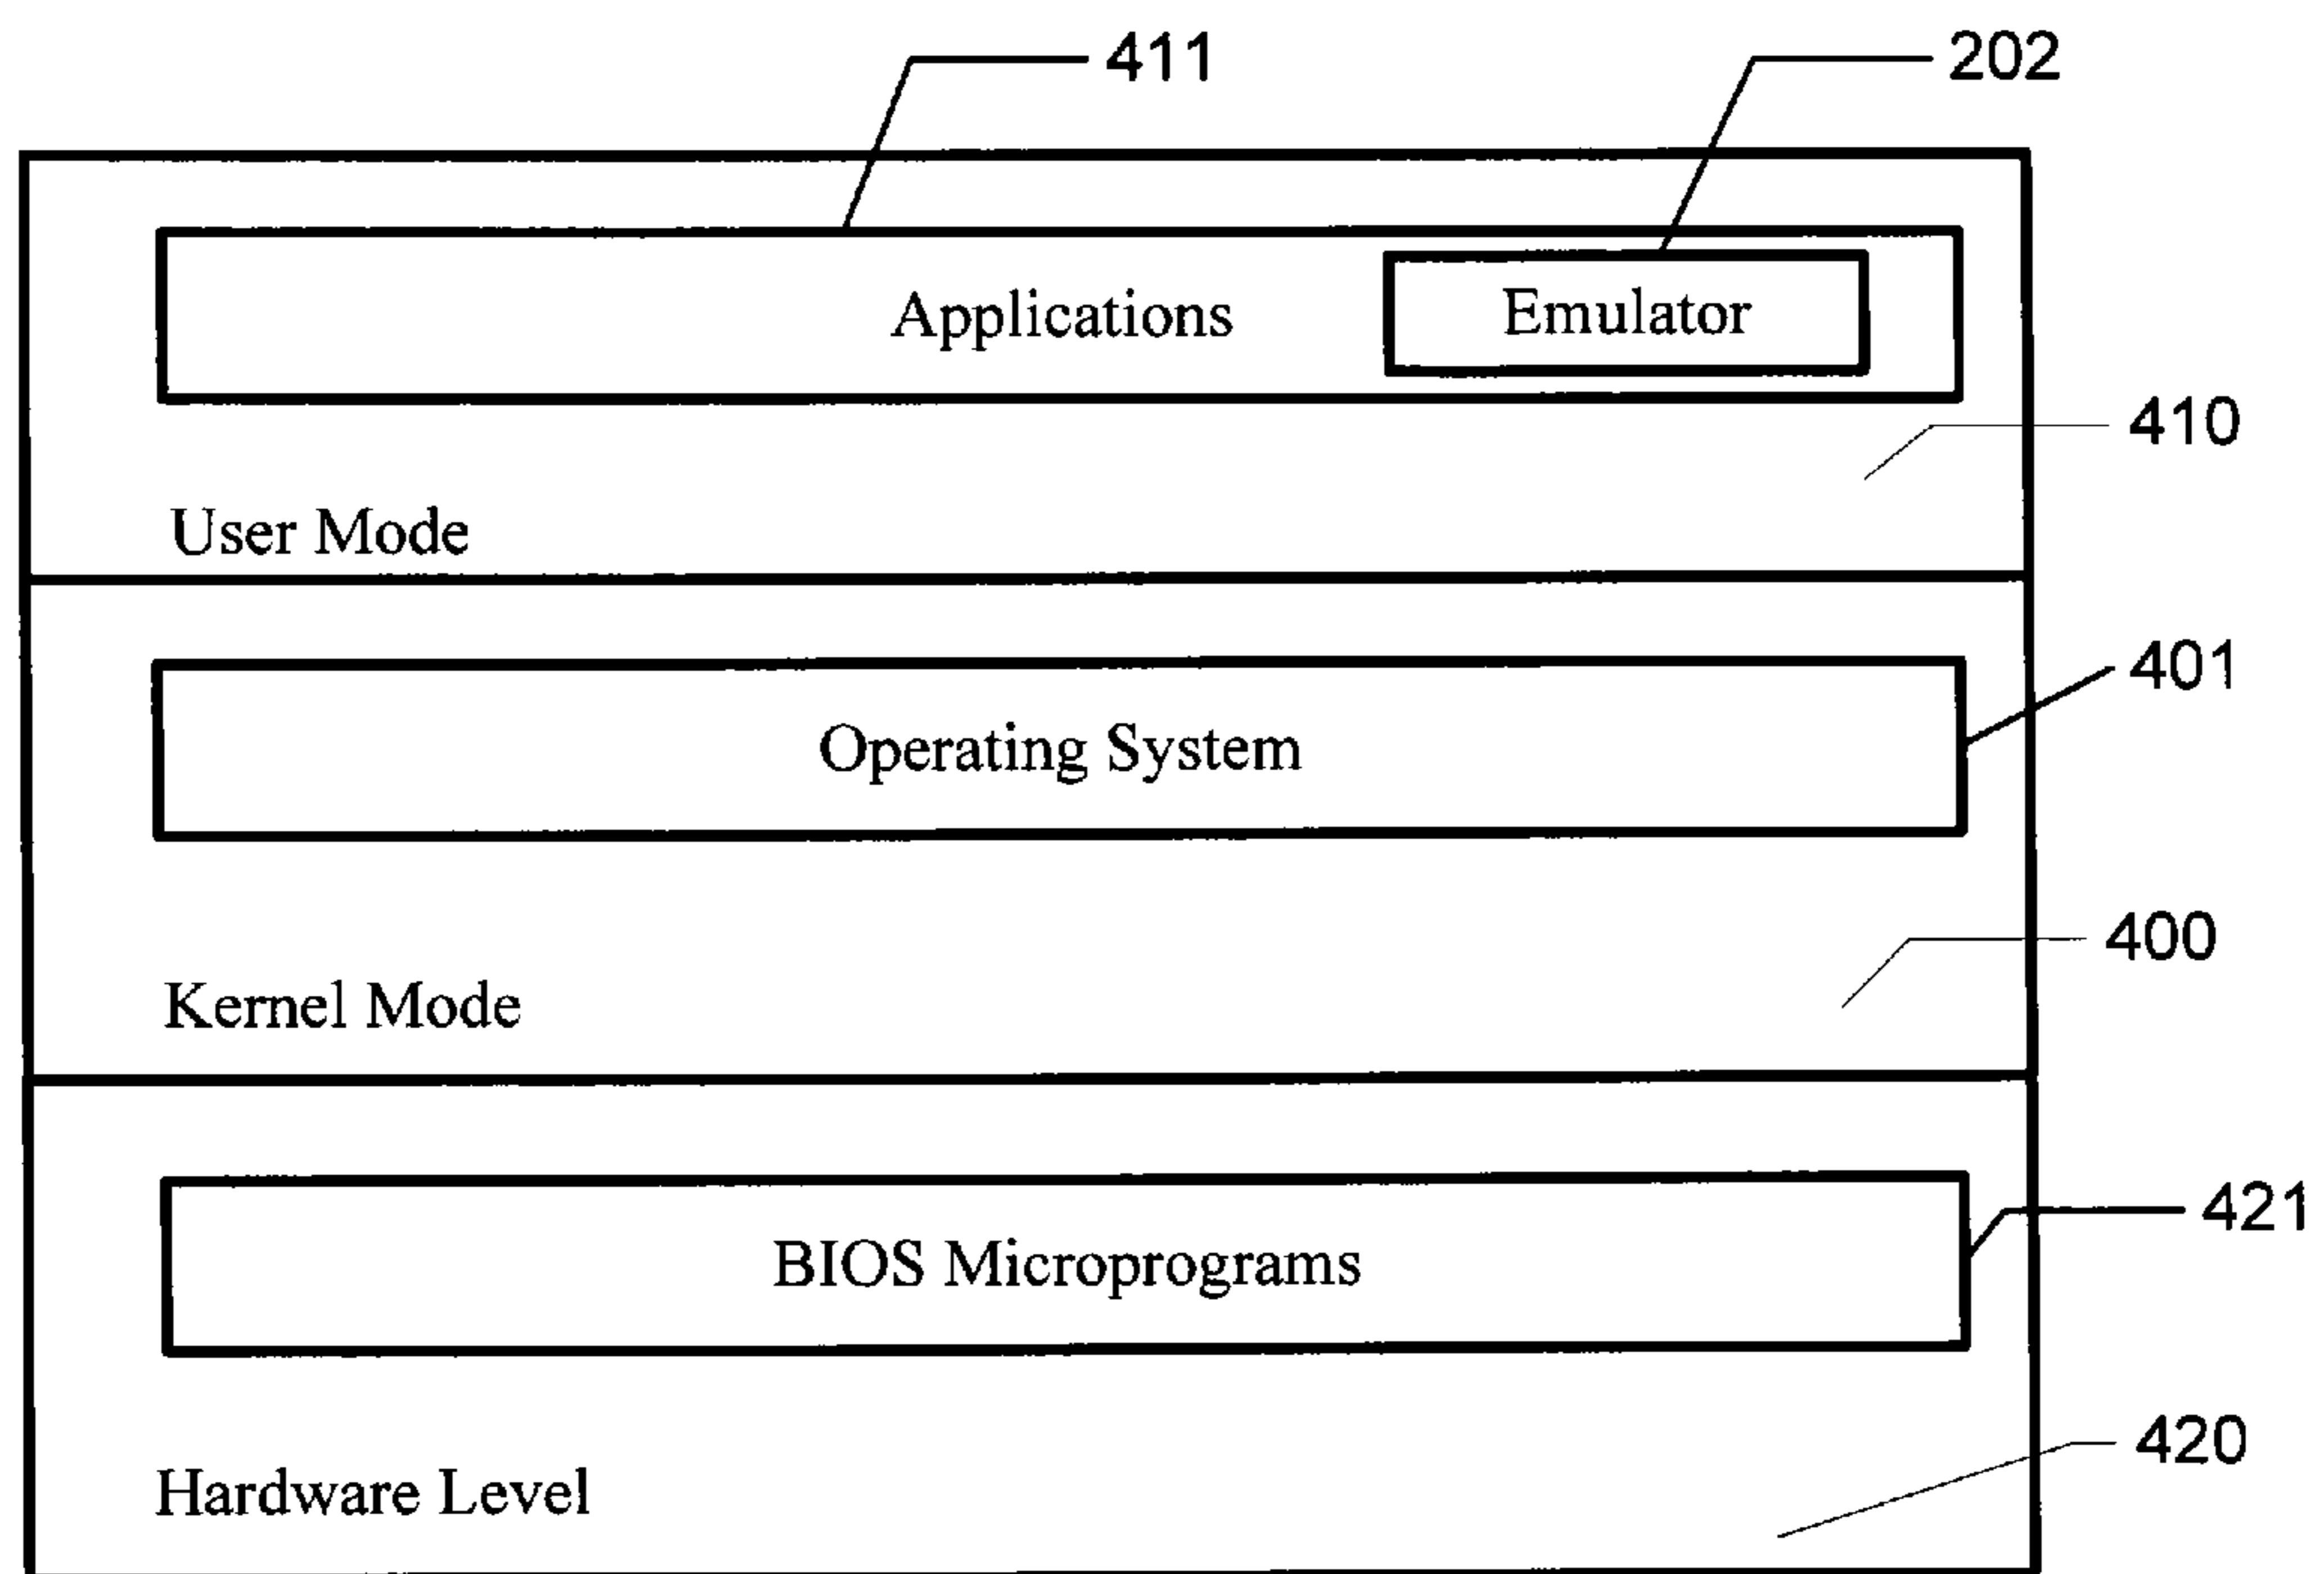 411
202
Applications
Emulator
410
User Mode
401
Operating System
400
Kernel Mode
421
BIOS Microprograms
420
Hardware Level